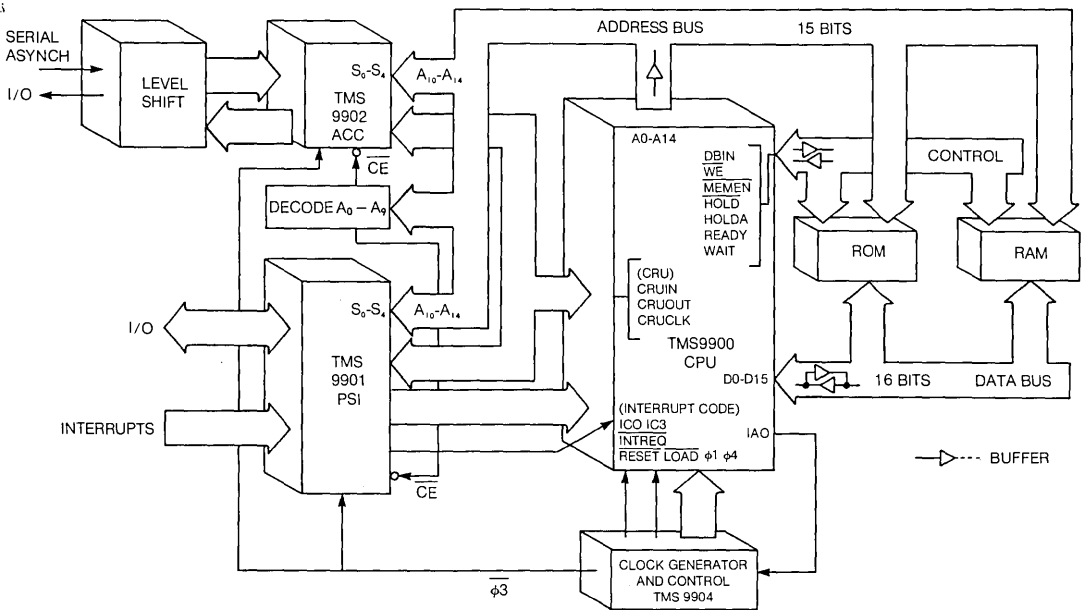 ADDRESS BUS 15 BITS
SERIAL
ASYNCH
I/O
LEVEL
SHIFT
S₀-S₄
TMS
9902
ACC
A₁₀-A₁₄
CE
DECODE A₀ – A₉
A0-A14
DBIN
WE
MEMEN
HOLD
HOLDA
READY
WAIT
CONTROL
ROM
RAM
(CRU)
CRUIN
CRUOUT
CRUCLK
TMS9900
CPU
D0-D15
16 BITS DATA BUS
S₀-S₄
A₁₀-A₁₄
I/O
TMS
9901
PSI
INTERRUPTS
CE
(INTERRUPT CODE)
ICO IC3
INTREQ
RESET LOAD φ1 φ4
IAO
BUFFER
φ3
CLOCK GENERATOR
AND CONTROL
TMS 9904